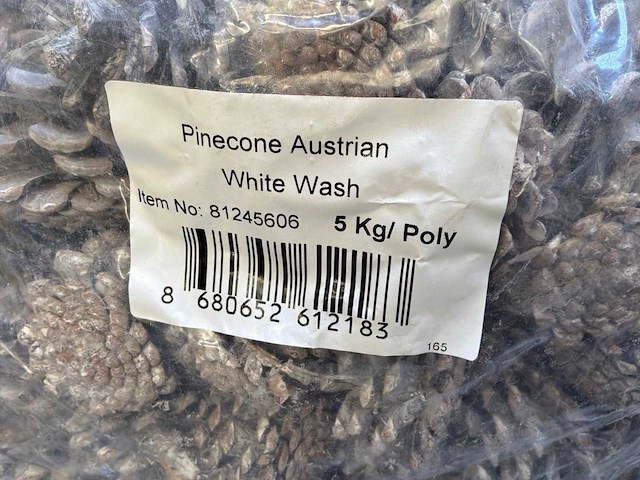 Pinecone Austrian
White Wash
Item No: 81245606 5 Kg/ Poly
8 680652 612183
165